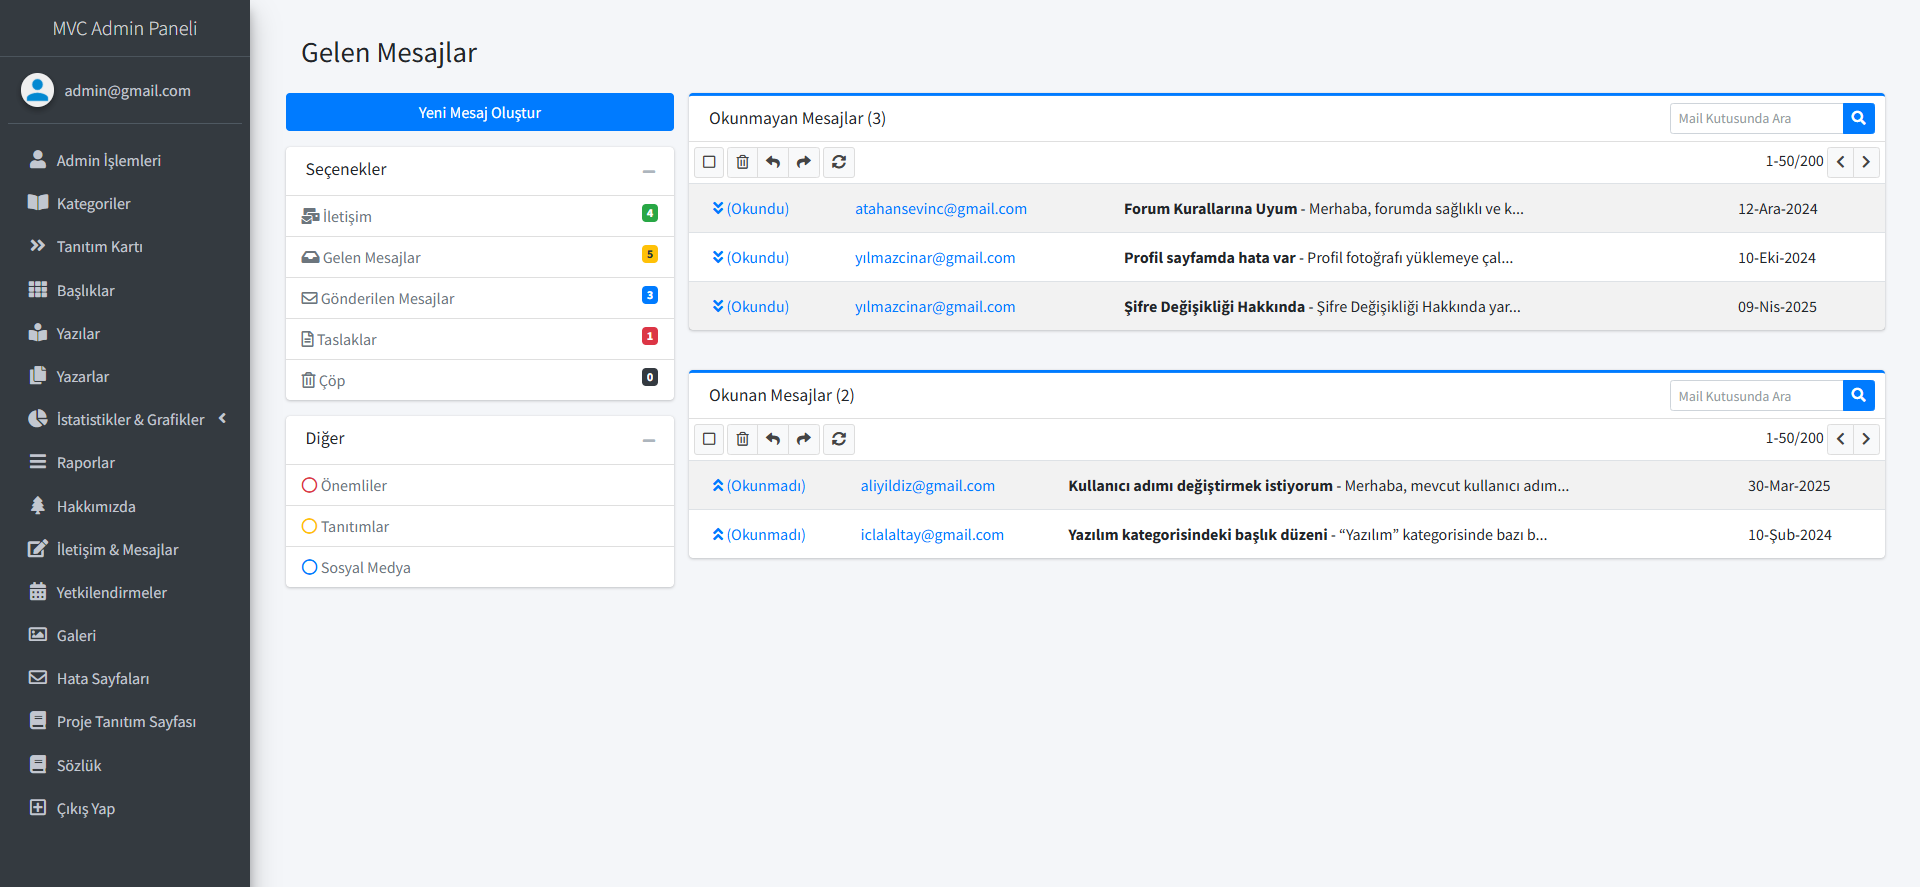 MVC Admin Paneli
admin@gmail.com
Admin İşlemleri
Kategoriler
Tanıtım Kartı
Başlıklar
Yazılar
Yazarlar
İstatistikler & Grafikler
Raporlar
Hakkımızda
İletişim & Mesajlar
Yetkilendirmeler
Galeri
Hata Sayfaları
Proje Tanıtım Sayfası
Sözlük
Çıkış Yap
Gelen Mesajlar
Yeni Mesaj Oluştur
Seçenekler
İletişim 4
Gelen Mesajlar 5
Gönderilen Mesajlar 3
Taslaklar 1
Çöp 0
Diğer
Önemliler
Tanıtımlar
Sosyal Medya
Okunmayan Mesajlar (3) Mail Kutusunda Ara
1-50/200
(Okundu) atahansevinc@gmail.com Forum Kurallarına Uyum - Merhaba, forumda sağlıklı ve k... 12-Ara-2024
(Okundu) yılmazcinar@gmail.com Profil sayfamda hata var - Profil fotoğrafı yüklemeye çal... 10-Eki-2024
(Okundu) yılmazcinar@gmail.com Şifre Değişikliği Hakkında - Şifre Değişikliği Hakkında yar... 09-Nis-2025
Okunan Mesajlar (2) Mail Kutusunda Ara
1-50/200
(Okunmadı) aliyildiz@gmail.com Kullanıcı adımı değiştirmek istiyorum - Merhaba, mevcut kullanıcı adım... 30-Mar-2025
(Okunmadı) iclalaltay@gmail.com Yazılım kategorisindeki başlık düzeni - “Yazılım” kategorisinde bazı b... 10-Şub-2024